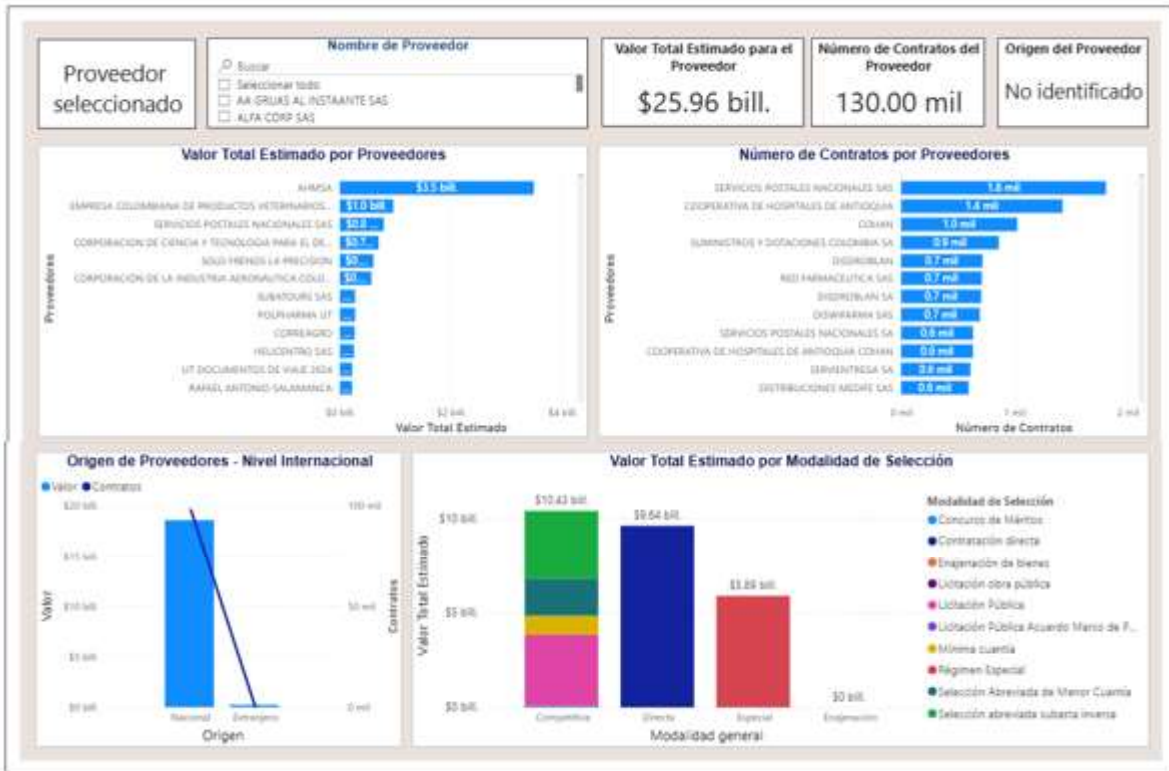 Proveedor
seleccionado
Nombre de Proveedor
Buscar
Seleccionar todo
AA GRUAS AL INSTAANTE SAS
ALFA CORP SAS
Valor Total Estimado para el
Proveedor
$25.96 bill.
Número de Contratos del
Proveedor
130.00 mil
Origen del Proveedor
No identificado
Valor Total Estimado por Proveedores
Proveedores
AHMSA
$3.5 bill.
EMPRESA COLOMBIANA DE PRODUCTOS VETERINARIOS...
$1.0 bill
SERVICIOS POSTALES NACIONALES SAS
$0.8 ...
CORPORACION DE CIENCIA Y TECNOLOGIA PARA EL DE...
$0.7...
SOLO FRENOS LA PRECISION
$0....
CORPORACION DE LA INDUSTRIA AERONAUTICA COLO...
$0....
SUBATOURS SAS
...
POLPHARMA UT
...
CORREAGRO
...
HELICENTRO SAS
...
UT DOCUMENTOS DE VIAJE 2024
...
RAFAEL ANTONIO SALAMANCA
...
$0 bill. $2 bill. $4 bill.
Valor Total Estimado
Número de Contratos por Proveedores
Proveedores
SERVICIOS POSTALES NACIONALES SAS
1.8 mil
COOPERATIVA DE HOSPITALES DE ANTIOQUIA
1.4 mil
COHAN
1.0 mil
SUMINISTROS Y DOTACIONES COLOMBIA SA
0.9 mil
DISDROBLAN
0.7 mil
RED FARMACEUTICA SAS
0.7 mil
DISDROBLAN SA
0.7 mil
DISWIFARMA SAS
0.7 mil
SERVICIOS POSTALES NACIONALES SA
0.6 mil
COOPERATIVA DE HOSPITALES DE ANTIOQUIA COHAN
0.6 mil
SERVIENTREGA SA
0.6 mil
DISTRIBUCIONES MEDIFE SAS
0.6 mil
0 mil 1 mil 2 mil
Número de Contratos
Origen de Proveedores - Nivel Internacional
Valor Contratos
Valor
$20 bill.
$15 bill.
$10 bill.
$5 bill.
$0 bill.
100 mil
50 mil
0 mil
Contratos
Nacional Extranjero
Origen
Valor Total Estimado por Modalidad de Selección
Valor Total Estimado
$10 bill.
$5 bill.
$0 bill.
$10.43 bill.
$9.64 bill.
$5.89 bill.
$0 bill.
Competitiva Directa Especial Enajenación
Modalidad general
Modalidad de Selección
Concurso de Méritos
Contratación directa
Enajenación de bienes
Licitación obra pública
Licitación Pública
Licitación Pública Acuerdo Marco de P...
Mínima cuantía
Régimen Especial
Selección Abreviada de Menor Cuantía
Selección abreviada subasta inversa